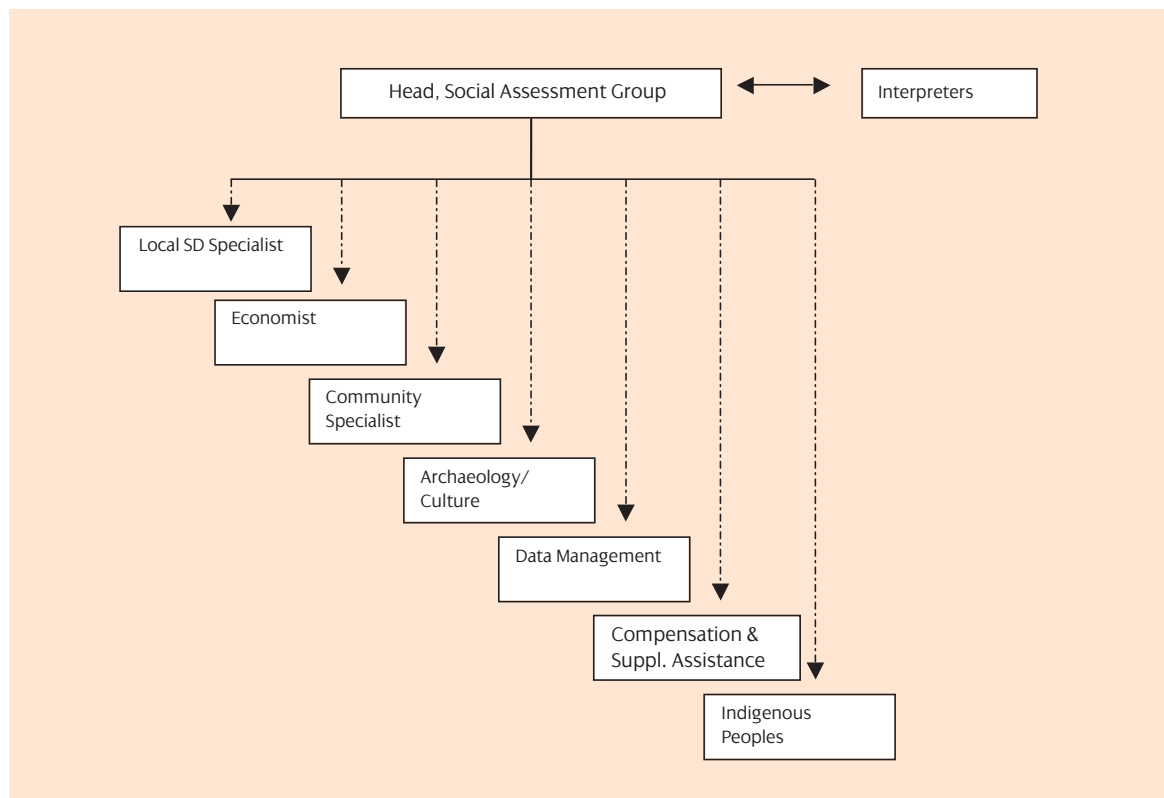 Head, Social Assessment Group
Interpreters
Local SD Specialist
Economist
Community
Specialist
Archaeology/
Culture
Data Management
Compensation &
Suppl. Assistance
Indigenous
Peoples